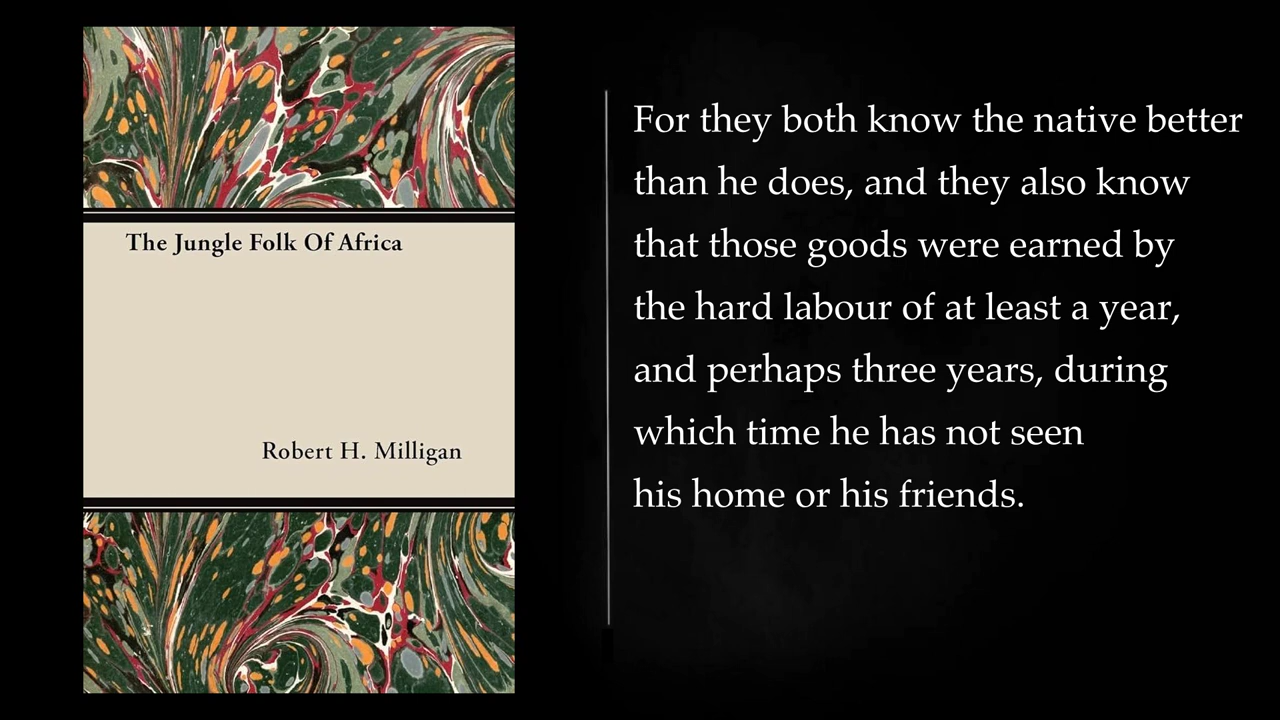 The Jungle Folk Of Africa
Robert H. Milligan
For they both know the native better
than he does, and they also know
that those goods were earned by
the hard labour of at least a year,
and perhaps three years, during
which time he has not seen
his home or his friends.